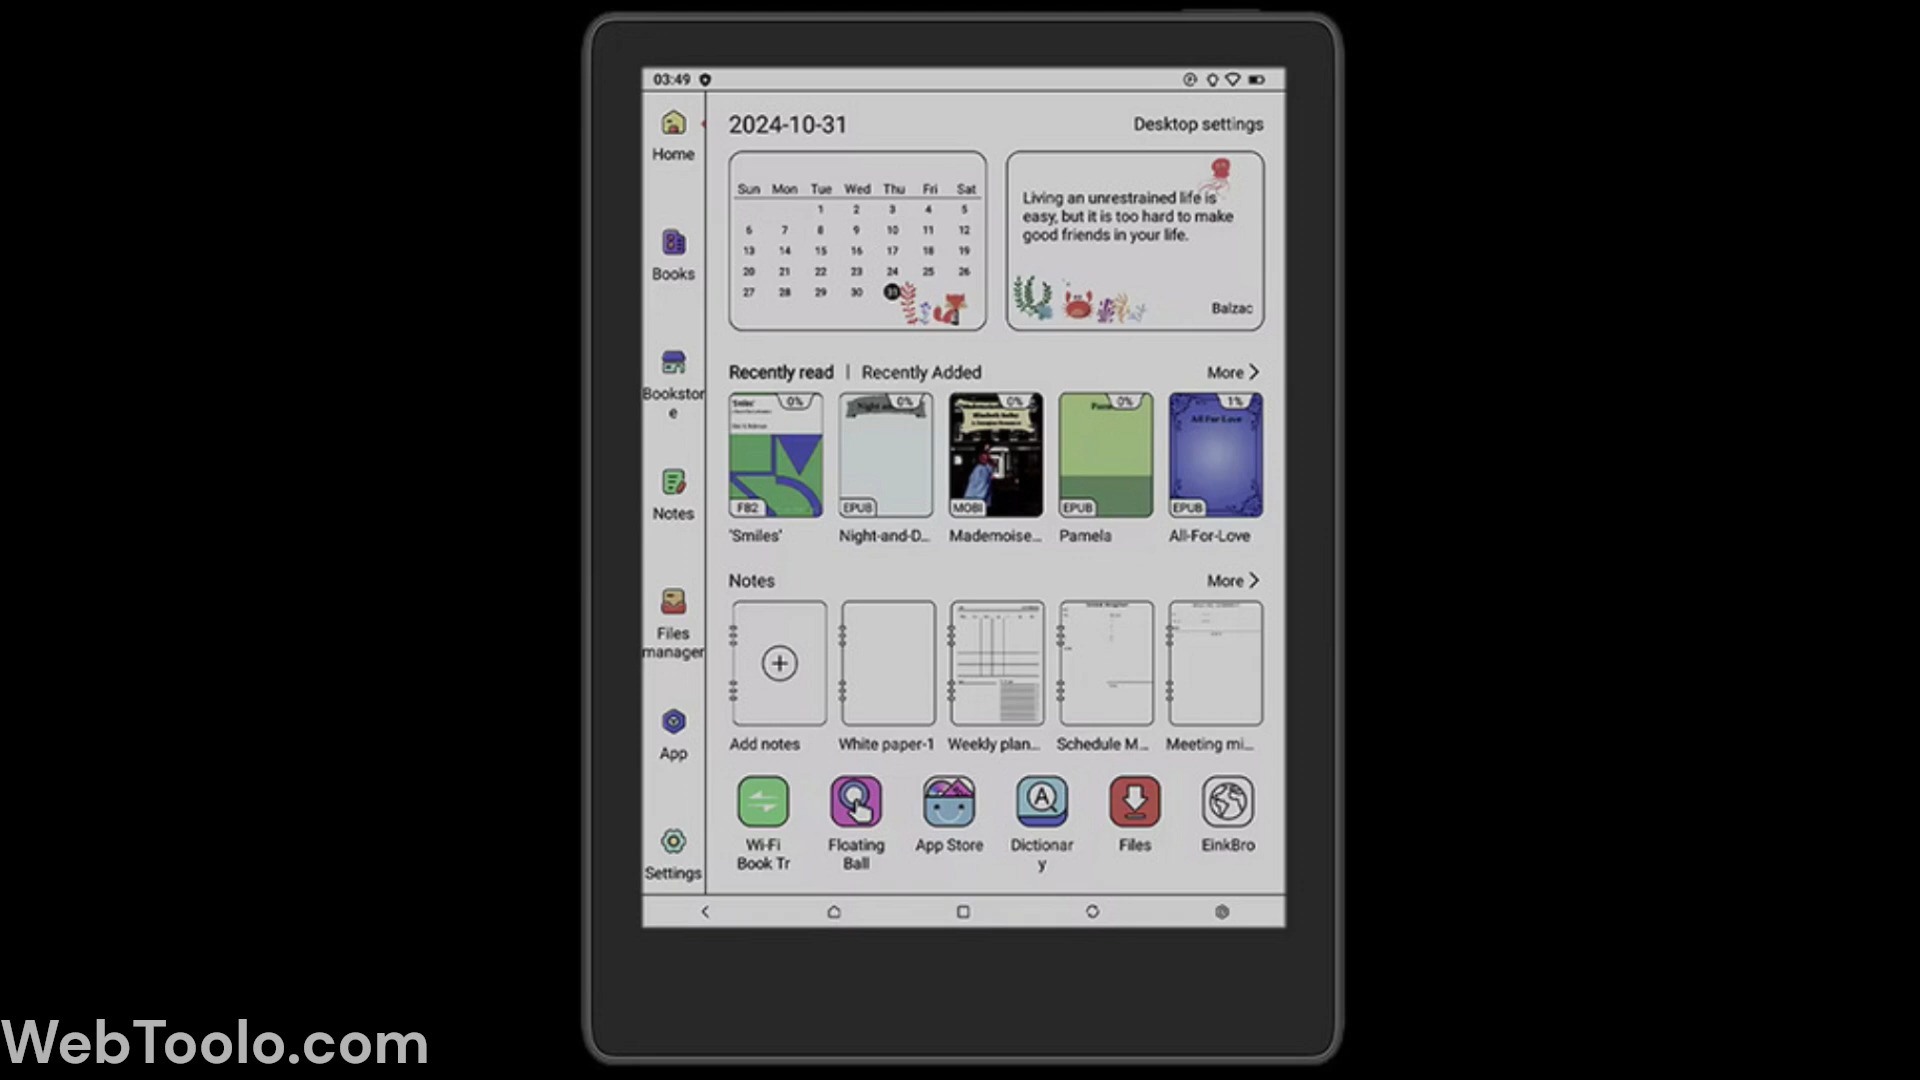 03:49
Home
Books
Bookstor
e
Notes
Files
manager
App
Settings
2024-10-31
Desktop settings
Sun Mon Tue Wed Thu Fri Sat
1 2 3 4 5
6 7 8 9 10 11 12
13 14 15 16 17 18 19
20 21 22 23 24 25 26
27 28 29 30 31
Living an unrestrained life is
easy, but it is too hard to make
good friends in your life.
Balzac
Recently read | Recently Added
More
0% 0% 0% 0% 1%
All For Love
FB2 EPUB MOBI EPUB EPUB
'Smiles' Night-and-D... Mademoise... Pamela All-For-Love
Notes
More
Add notes White paper-1 Weekly plan... Schedule M... Meeting mi...
Wi-Fi
Book Tr
Floating
Ball
App Store
Dictionar
y
Files
EinkBro
WebToolo.com